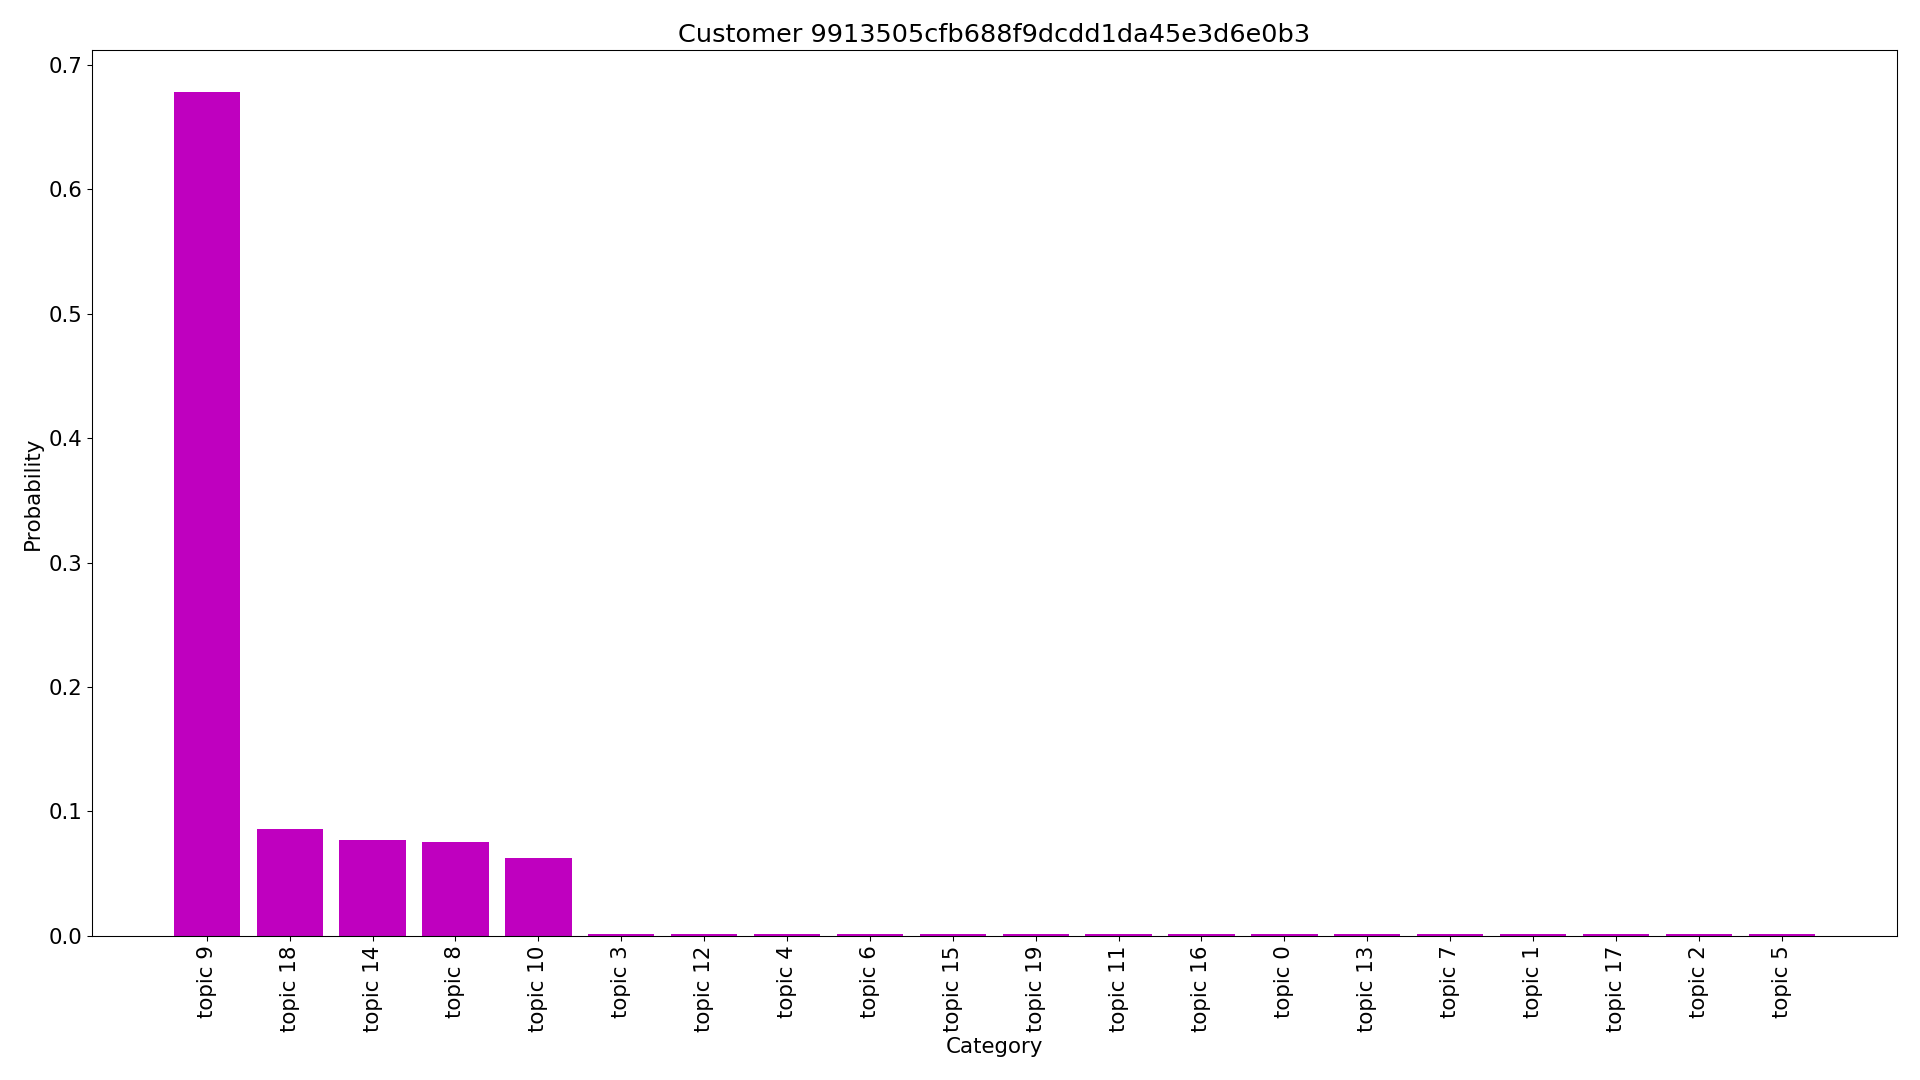 Customer 9913505cfb688f9dcdd1da45e3d6e0b3
Probability
0.7
0.6
0.5
0.4
0.3
0.2
0.1
0.0
topic 9
topic 18
topic 14
topic 8
topic 10
topic 3
topic 12
topic 4
topic 6
topic 15
topic 19
topic 11
topic 16
topic 0
topic 13
topic 7
topic 1
topic 17
topic 2
topic 5
Category